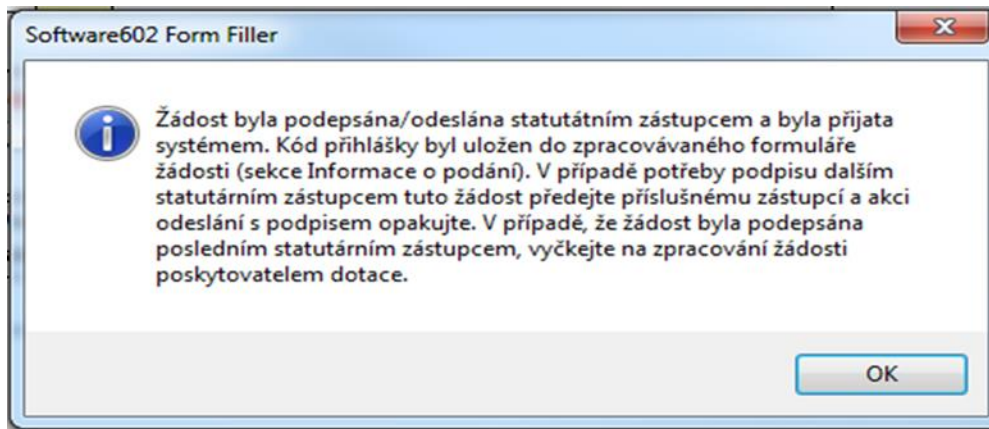 Software602 Form Filler
Žádost byla podepsána/odeslána statutátním zástupcem a byla přijata
systémem. Kód přihlášky byl uložen do zpracovávaného formuláře
žádosti (sekce Informace o podání). V případě potřeby podpisu dalším
statutárním zástupcem tuto žádost předejte příslušnému zástupcí a akci
odeslání s podpisem opakujte. V případě, že žádost byla podepsána
posledním statutárním zástupcem, vyčkejte na zpracování žádosti
poskytovatelem dotace.
OK